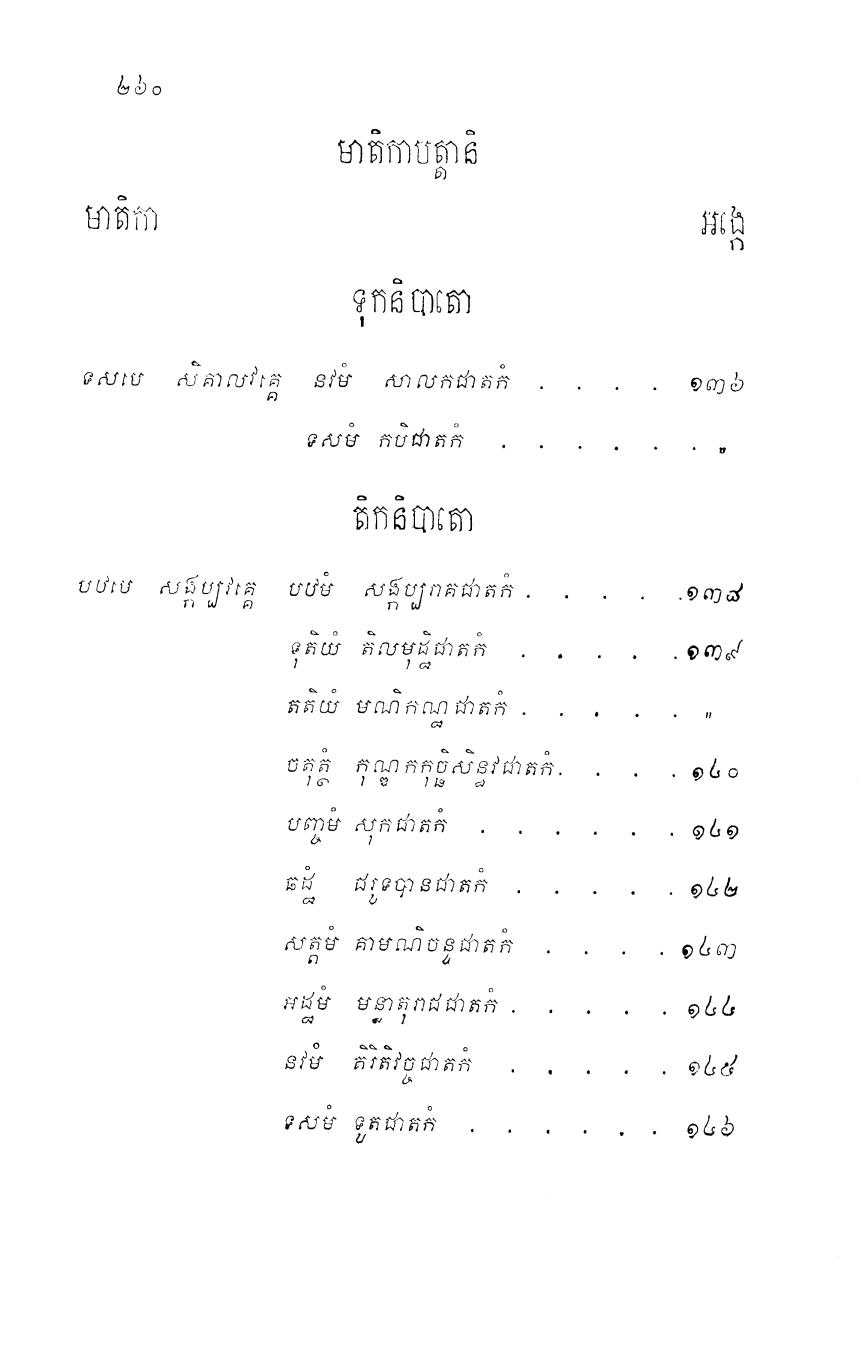 ២៦០
មាតិកាបត្តានិ
មាតិកា អង្កោ
ទុកនិបាតោ
ទសមេ សិគាលវគ្គេ នវមំ សាលកជាតកំ . . . . ១៣៦
ទសមំ កបិជាតកំ . . . . . . "
តិកនិបាតោ
បឋមេ សង្កប្បវគ្គេ បឋមំ សង្កប្បរាគជាតកំ . . . . . ១៣៨
ទុតិយំ តិលមុដ្ឋិជាតកំ . . . . . ១៣៩
តតិយំ មណិកណ្ឋជាតកំ . . . . . "
ចតុត្ថំ កុណ្ឌកកុច្ឆិសិន្ធវជាតកំ . . . . ១៤០
បញ្ចមំ សុកជាតកំ . . . . . . ១៤១
ឆដ្ឋំ ជរូទបានជាតកំ . . . . . ១៤២
សត្តមំ គាមណិចន្ទជាតកំ . . . . ១៤៣
អដ្ឋមំ មន្ធាតុរាជជាតកំ . . . . . ១៤៤
នវមំ តិរិតិវច្ចជាតកំ . . . . . ១៤៥
ទសមំ ទូតជាតកំ . . . . . . ១៤៦